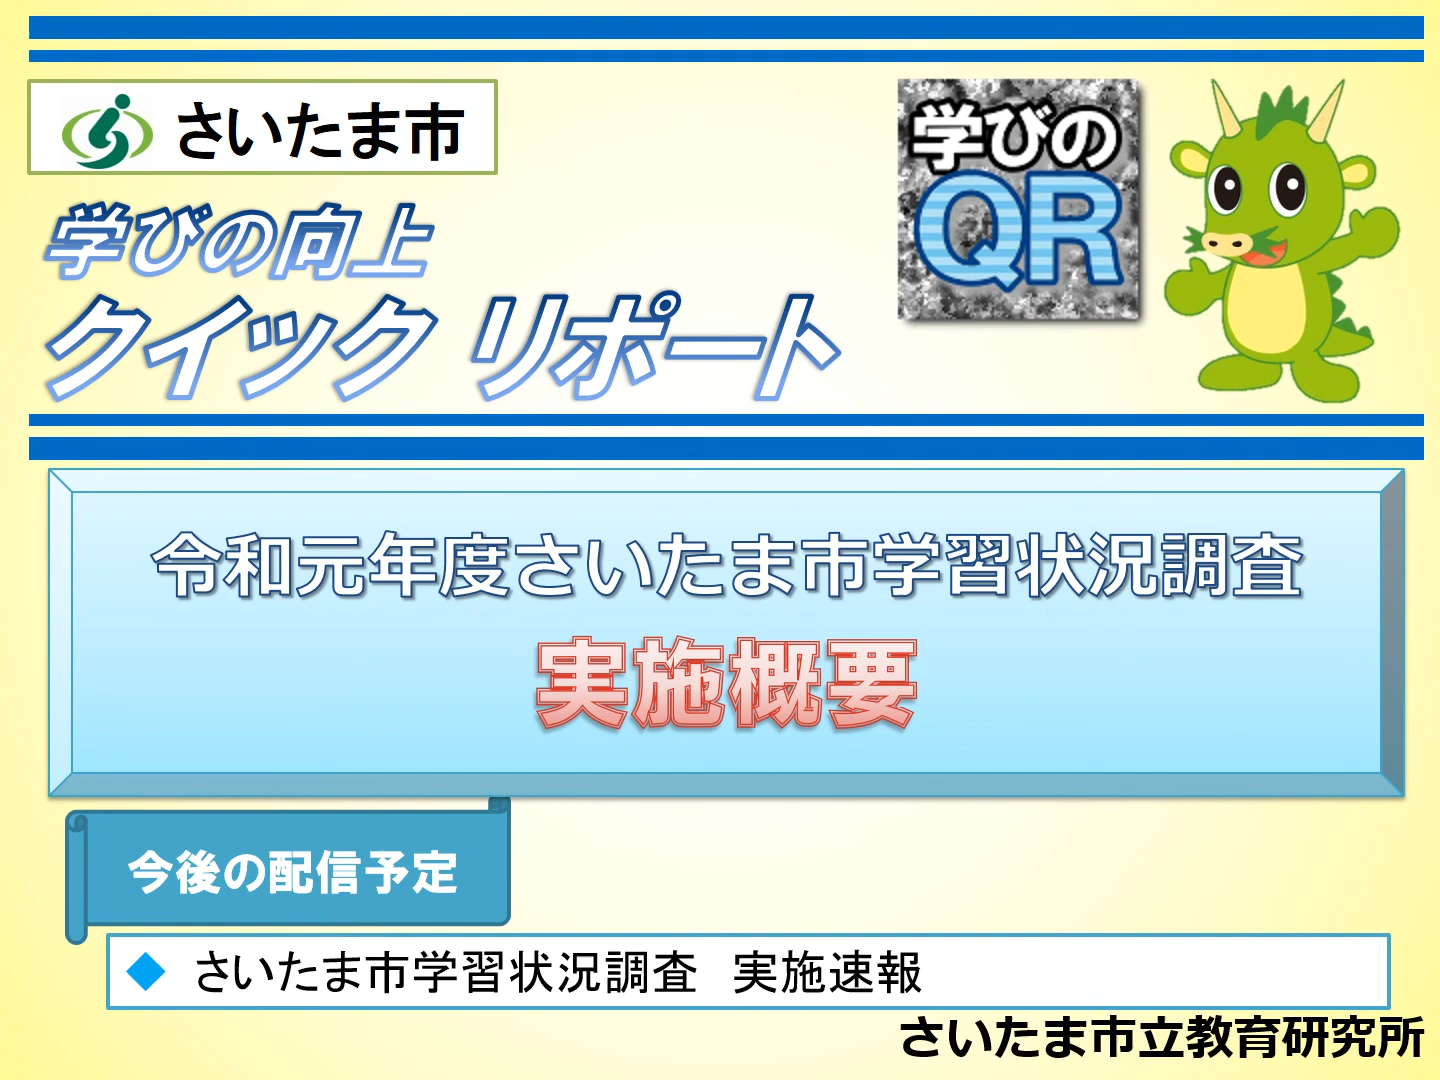 さいたま市
学びの向上
クイック リポート
学びの
QR
令和元年度さいたま市学習状況調査
実施概要
今後の配信予定
◆ さいたま市学習状況調査　実施速報
さいたま市立教育研究所